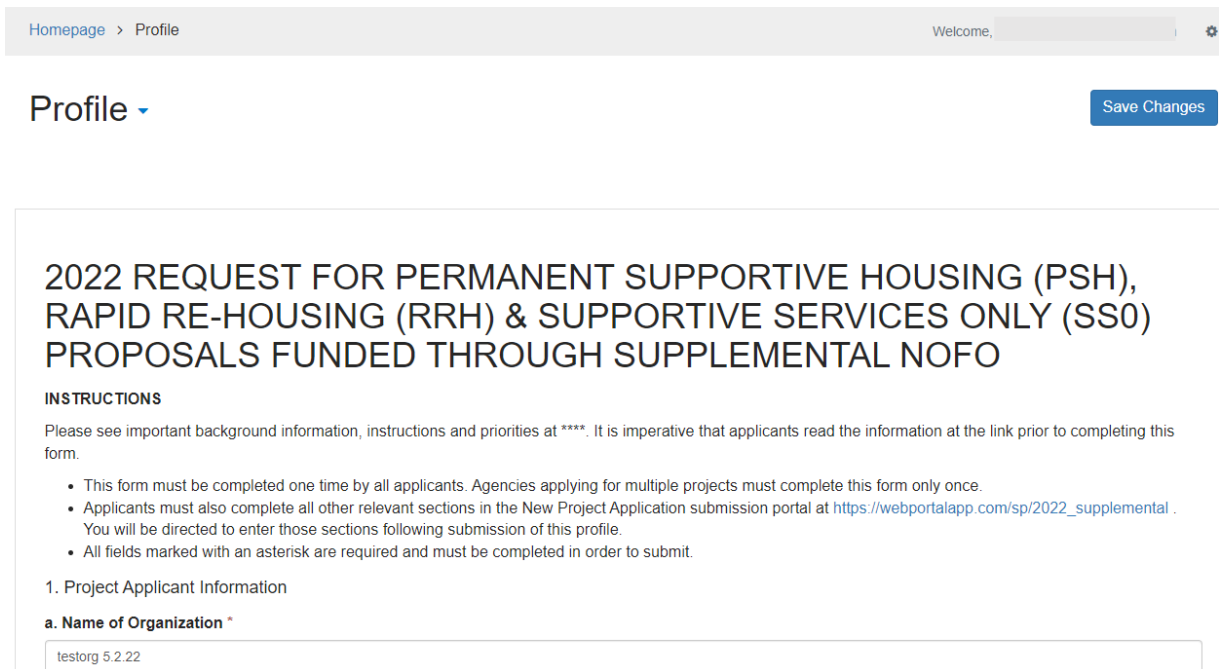 Homepage > Profile
Welcome,
Profile
Save Changes
2022 REQUEST FOR PERMANENT SUPPORTIVE HOUSING (PSH),
RAPID RE-HOUSING (RRH) & SUPPORTIVE SERVICES ONLY (SS0)
PROPOSALS FUNDED THROUGH SUPPLEMENTAL NOFO
INSTRUCTIONS
Please see important background information, instructions and priorities at ****. It is imperative that applicants read the information at the link prior to completing this
form.
• This form must be completed one time by all applicants. Agencies applying for multiple projects must complete this form only once.
• Applicants must also complete all other relevant sections in the New Project Application submission portal at https://webportalapp.com/sp/2022_supplemental .
You will be directed to enter those sections following submission of this profile.
• All fields marked with an asterisk are required and must be completed in order to submit.
1. Project Applicant Information
a. Name of Organization *
testorg 5.2.22